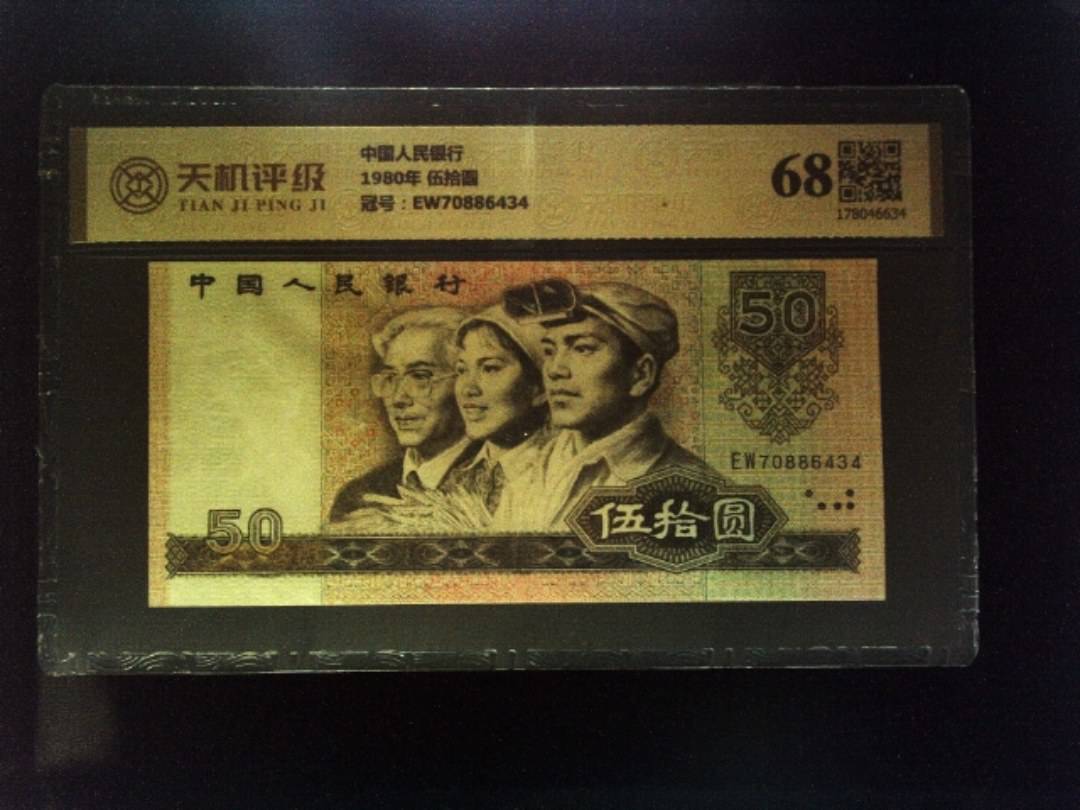 天机评级
TIAN JI PING JI
中国人民银行
1980年 伍拾圆
冠号：EW70886434
68
178046634
中国人民银行
50
EW70886434
50
伍拾圆